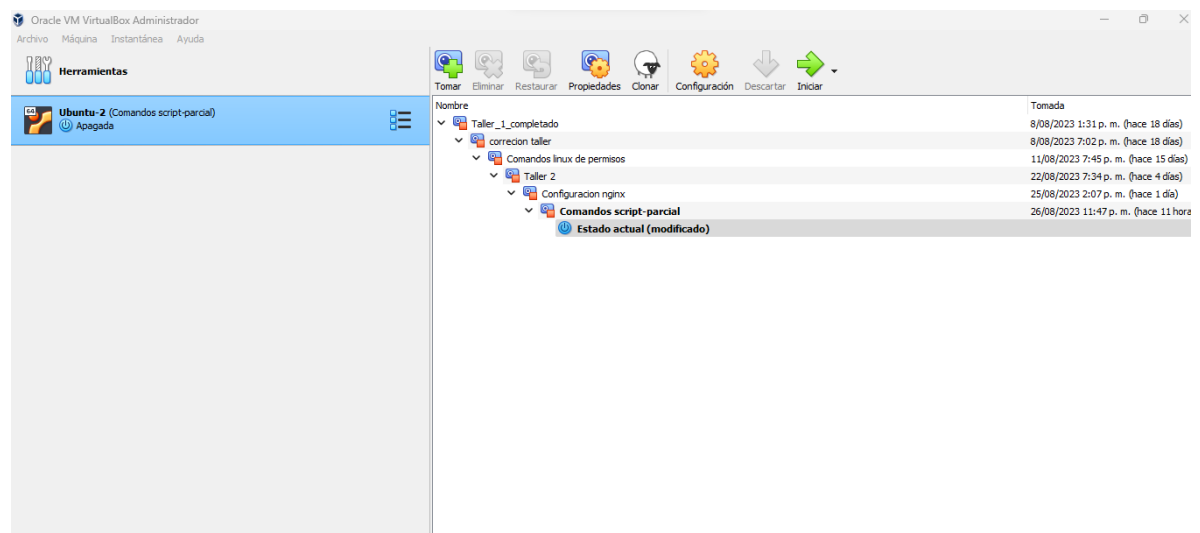 Oracle VM VirtualBox Administrador
Archivo Máquina Instantánea Ayuda
Herramientas
Tomar Eliminar Restaurar Propiedades Clonar Configuración Descartar Iniciar
64
Ubuntu-2 (Comandos script-parcial)
Apagada
Nombre Tomada
Taller_1_completado 8/08/2023 1:31 p. m. (hace 18 días)
correcion taller 8/08/2023 7:02 p. m. (hace 18 días)
Comandos linux de permisos 11/08/2023 7:45 p. m. (hace 15 días)
Taller 2 22/08/2023 7:34 p. m. (hace 4 días)
Configuracion nginx 25/08/2023 2:07 p. m. (hace 1 día)
Comandos script-parcial 26/08/2023 11:47 p. m. (hace 11 hora
Estado actual (modificado)